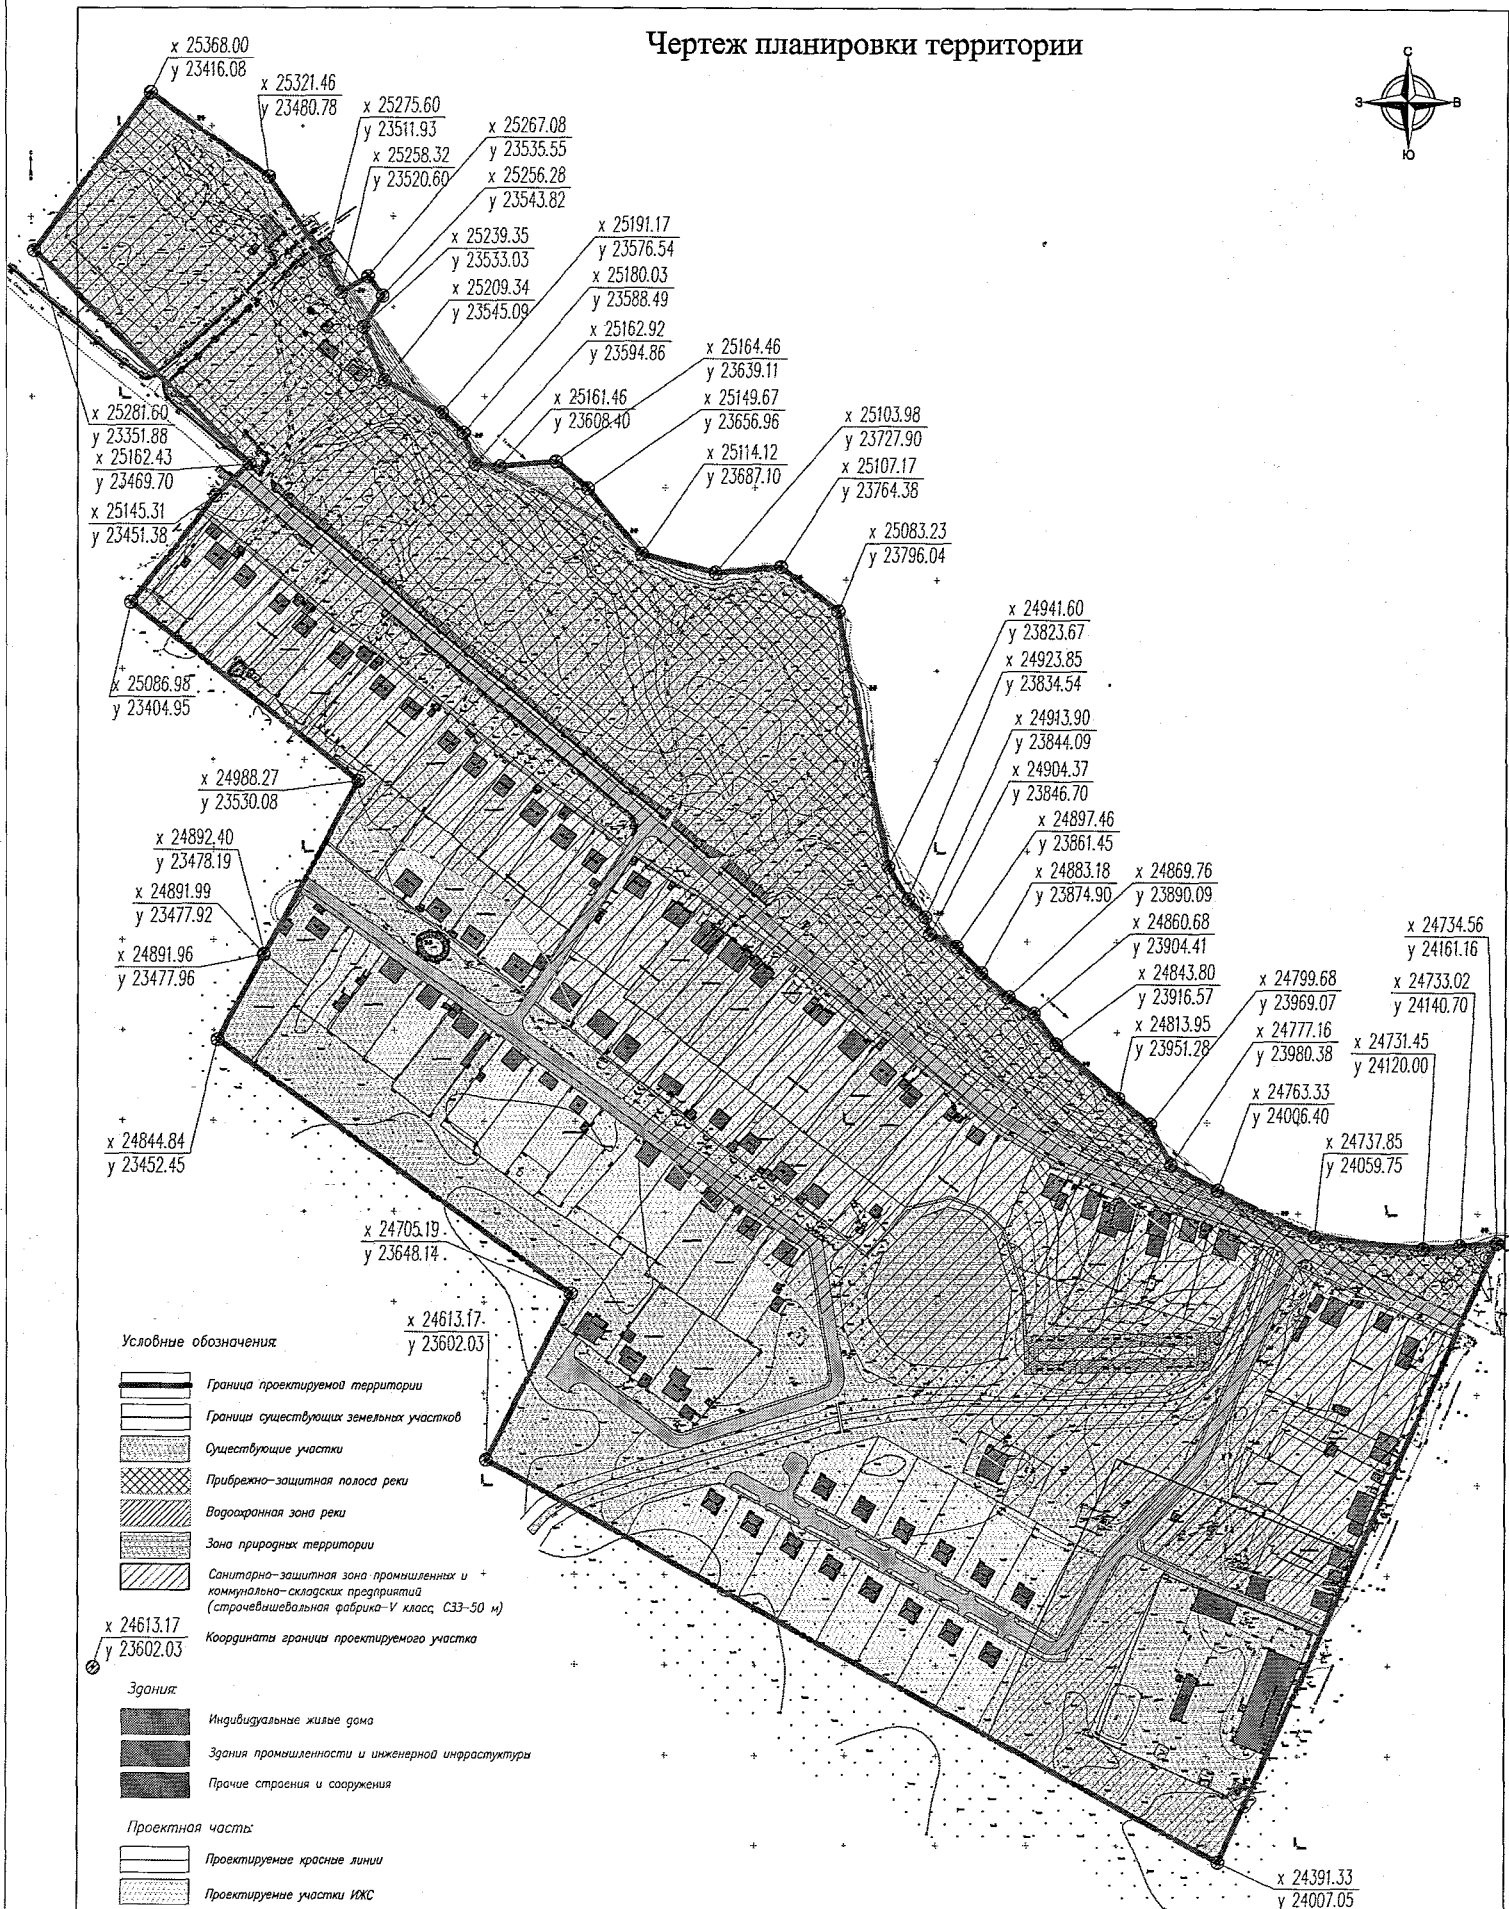 Чертеж планировки территории
С
З
В
Ю
x 25368.00
y 23416.08
x 25321.46
y 23480.78
x 25275.60
y 23511.93
x 25258.32
y 23520.60
x 25267.08
y 23535.55
x 25256.28
y 23543.82
x 25239.35
y 23533.03
x 25209.34
y 23545.09
x 25191.17
y 23576.54
x 25180.03
y 23588.49
x 25162.92
y 23594.86
x 25161.46
y 23608.40
x 25164.46
y 23639.11
x 25149.67
y 23656.96
x 25114.12
y 23687.10
x 25103.98
y 23727.90
x 25107.17
y 23764.38
x 25083.23
y 23796.04
x 25281.60
y 23351.88
x 25162.43
y 23469.70
x 25145.31
y 23451.38
x 25086.98
y 23404.95
x 24988.27
y 23530.08
x 24892.40
y 23478.19
x 24891.99
y 23477.92
x 24891.96
y 23477.96
x 24844.84
y 23452.45
x 24705.19
y 23648.14
x 24613.17
y 23602.03
x 24941.60
y 23823.67
x 24923.85
y 23834.54
x 24913.90
y 23844.09
x 24904.37
y 23846.70
x 24897.46
y 23861.45
x 24883.18
y 23874.90
x 24869.76
y 23890.09
x 24860.68
y 23904.41
x 24843.80
y 23916.57
x 24813.95
y 23951.28
x 24799.68
y 23969.07
x 24777.16
y 23980.38
x 24763.33
y 24006.40
x 24737.85
y 24059.75
x 24731.45
y 24120.00
x 24733.02
y 24140.70
x 24734.56
y 24161.16
x 24391.33
y 24007.05
Условные обозначения:
Граница проектируемой территории
Границы существующих земельных участков
Существующие участки
Прибрежно-защитная полоса реки
Водоохранная зона реки
Зона природных территории
Санитарно-защитная зона промышленных и
коммунально-складских предприятий
(строчевышевальная фабрика-V класс, СЗЗ-50 м)
x 24613.17
y 23602.03
Координаты границы проектируемого участка
Здания:
Индивидуальные жилые дома
Здания промышленности и инженерной инфрастуктуры
Прочие строения и сооружения
Проектная часть:
Проектируемые красные линии
Проектируемые участки ИЖС